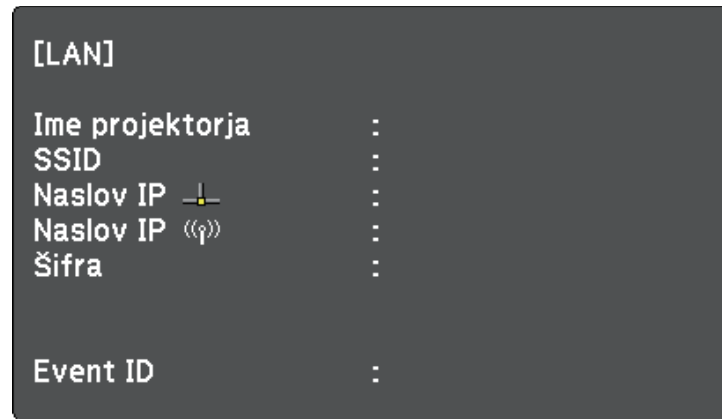 [LAN]
Ime projektorja :
SSID :
Naslov IP :
Naslov IP :
Šifra :
Event ID :